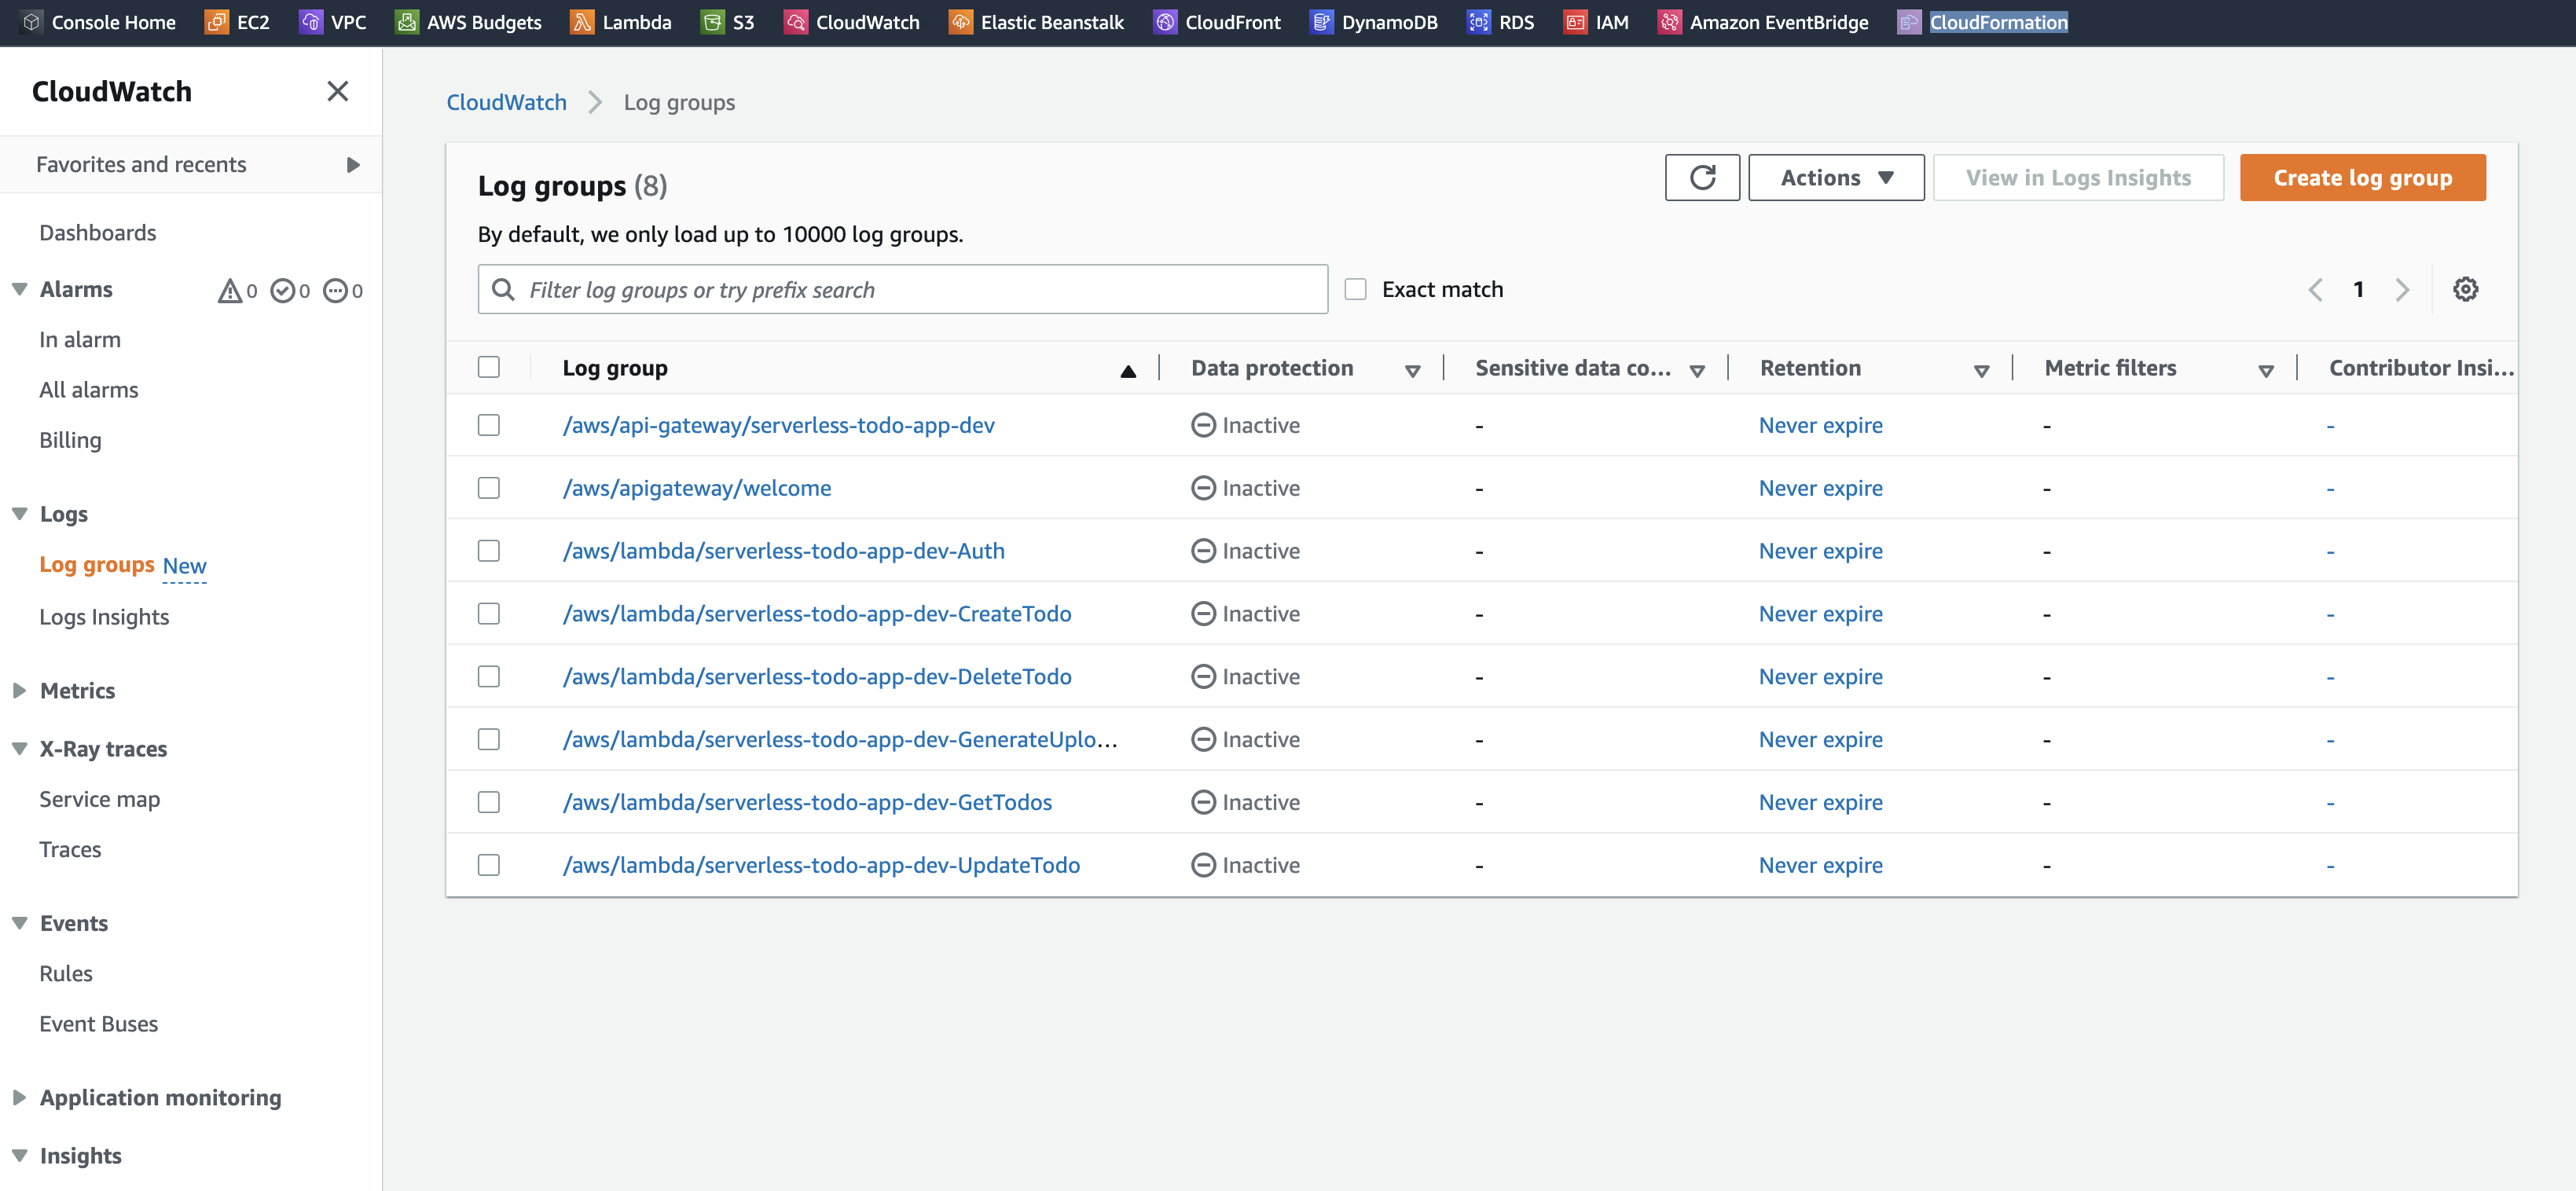 Console Home EC2 VPC AWS Budgets Lambda S3 CloudWatch Elastic Beanstalk CloudFront DynamoDB RDS IAM Amazon EventBridge CloudFormation
CloudWatch
Favorites and recents
Dashboards
Alarms 0 0 0
In alarm
All alarms
Billing
Logs
Log groups New
Logs Insights
Metrics
X-Ray traces
Service map
Traces
Events
Rules
Event Buses
Application monitoring
Insights
CloudWatch Log groups
Log groups (8)
Actions View in Logs Insights Create log group
By default, we only load up to 10000 log groups.
Filter log groups or try prefix search Exact match 1
Log group Data protection Sensitive data co... Retention Metric filters Contributor Insi...
/aws/api-gateway/serverless-todo-app-dev Inactive - Never expire - -
/aws/apigateway/welcome Inactive - Never expire - -
/aws/lambda/serverless-todo-app-dev-Auth Inactive - Never expire - -
/aws/lambda/serverless-todo-app-dev-CreateTodo Inactive - Never expire - -
/aws/lambda/serverless-todo-app-dev-DeleteTodo Inactive - Never expire - -
/aws/lambda/serverless-todo-app-dev-GenerateUplo... Inactive - Never expire - -
/aws/lambda/serverless-todo-app-dev-GetTodos Inactive - Never expire - -
/aws/lambda/serverless-todo-app-dev-UpdateTodo Inactive - Never expire - -